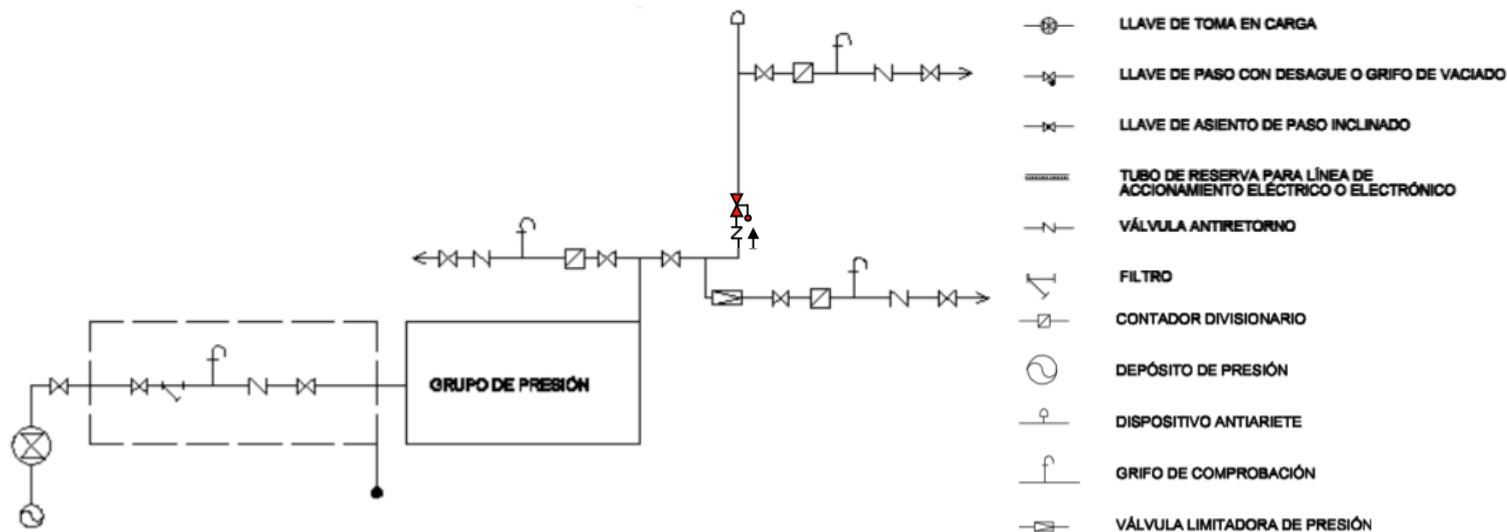 LLAVE DE TOMA EN CARGA
LLAVE DE PASO CON DESAGUE O GRIFO DE VACIADO
LLAVE DE ASIENTO DE PASO INCLINADO
TUBO DE RESERVA PARA LÍNEA DE
ACCIONAMIENTO ELÉCTRICO O ELECTRÓNICO
VÁLVULA ANTIRETORNO
FILTRO
CONTADOR DIVISIONARIO
DEPÓSITO DE PRESIÓN
DISPOSITIVO ANTIARIETE
GRIFO DE COMPROBACIÓN
VÁLVULA LIMITADORA DE PRESIÓN
GRUPO DE PRESIÓN